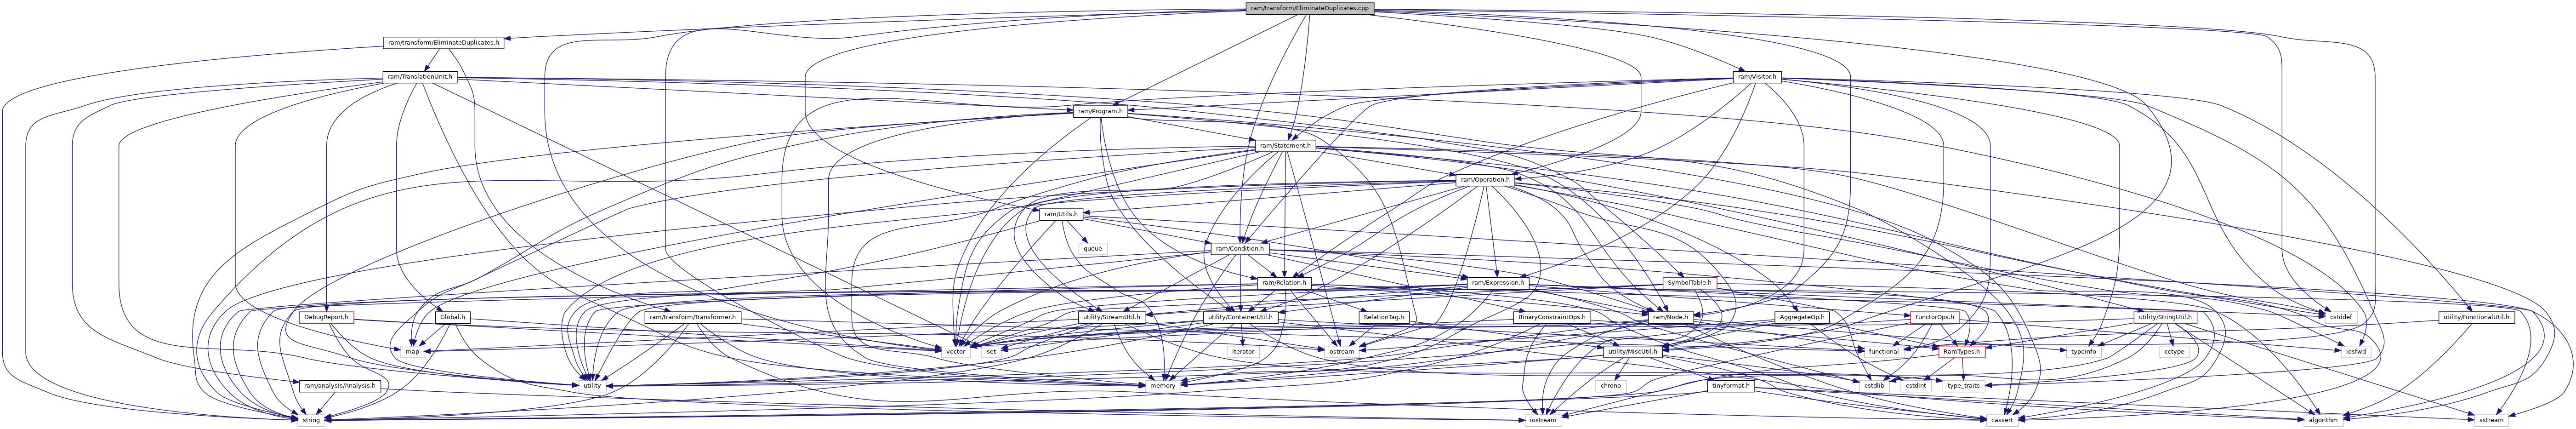 ram/transform/EliminateDuplicates.cpp
ram/transform/EliminateDuplicates.h
ram/TranslationUnit.h
ram/Visitor.h
ram/Program.h
ram/Statement.h
ram/Operation.h
ram/Utils.h
queue
ram/Condition.h
ram/Relation.h
ram/Expression.h
SymbolTable.h
DebugReport.h
Global.h
ram/transform/Transformer.h
utility/StreamUtil.h
utility/ContainerUtil.h
RelationTag.h
BinaryConstraintOps.h
ram/Node.h
AggregateOp.h
FunctorOps.h
utility/StringUtil.h
cstddef
utility/FunctionalUtil.h
map
vector
set
iterator
ostream
utility/MiscUtil.h
functional
RamTypes.h
typeinfo
cctype
iosfwd
ram/analysis/Analysis.h
utility
memory
chrono
tinyformat.h
cstdlib
cstdint
type_traits
string
iostream
cassert
algorithm
sstream